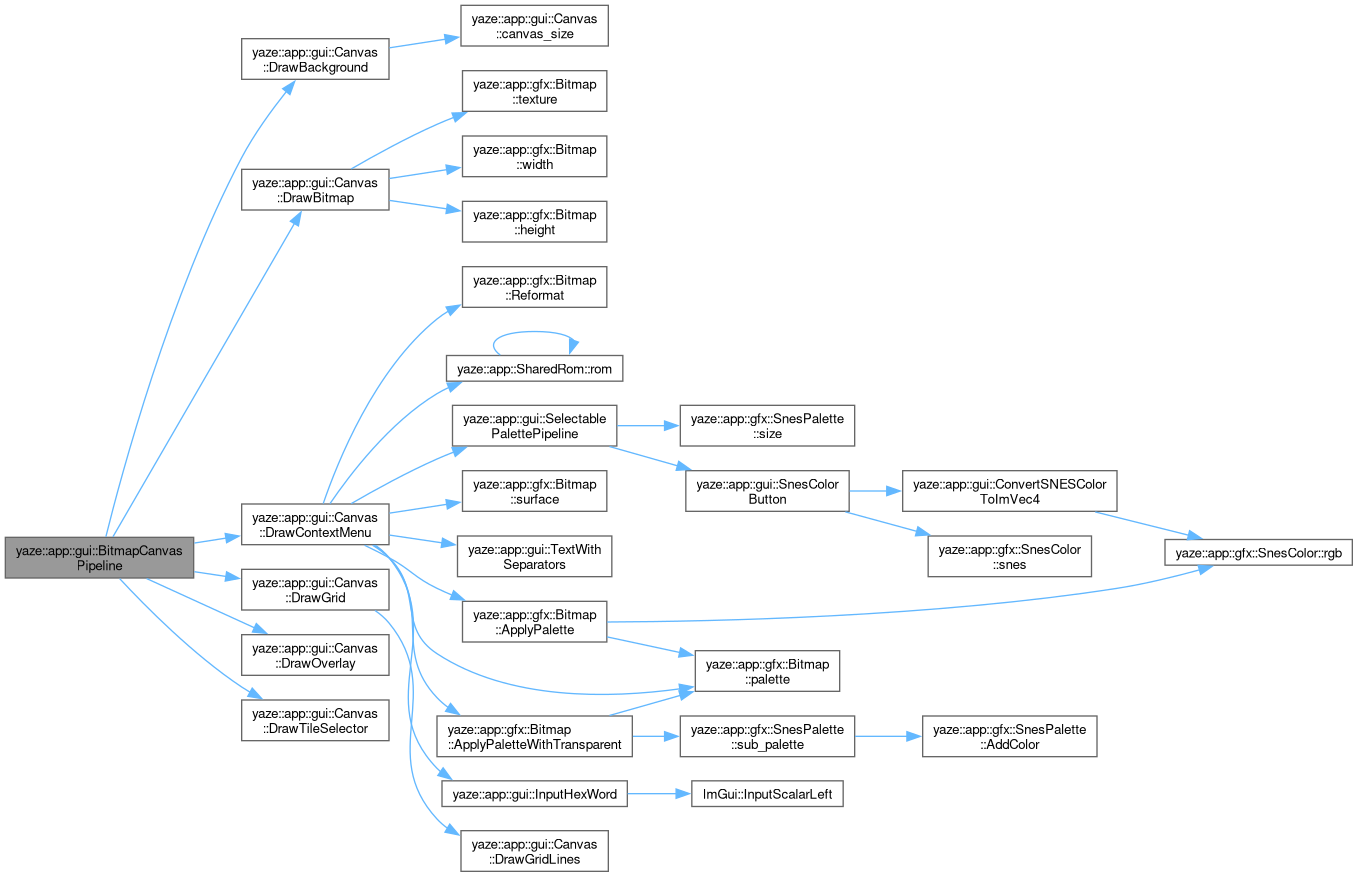 yaze::app::gui::BitmapCanvas
Pipeline
yaze::app::gui::Canvas
::DrawBackground
yaze::app::gui::Canvas
::canvas_size
yaze::app::gui::Canvas
::DrawBitmap
yaze::app::gfx::Bitmap
::texture
yaze::app::gfx::Bitmap
::width
yaze::app::gfx::Bitmap
::height
yaze::app::gui::Canvas
::DrawContextMenu
yaze::app::gfx::Bitmap
::Reformat
yaze::app::SharedRom::rom
yaze::app::gui::Selectable
PalettePipeline
yaze::app::gfx::SnesPalette
::size
yaze::app::gui::SnesColor
Button
yaze::app::gui::ConvertSNESColor
ToImVec4
yaze::app::gfx::SnesColor
::snes
yaze::app::gfx::SnesColor::rgb
yaze::app::gfx::Bitmap
::surface
yaze::app::gui::TextWith
Separators
yaze::app::gfx::Bitmap
::ApplyPalette
yaze::app::gfx::Bitmap
::palette
yaze::app::gfx::Bitmap
::ApplyPaletteWithTransparent
yaze::app::gfx::SnesPalette
::sub_palette
yaze::app::gfx::SnesPalette
::AddColor
yaze::app::gui::InputHexWord
ImGui::InputScalarLeft
yaze::app::gui::Canvas
::DrawGrid
yaze::app::gui::Canvas
::DrawGridLines
yaze::app::gui::Canvas
::DrawOverlay
yaze::app::gui::Canvas
::DrawTileSelector